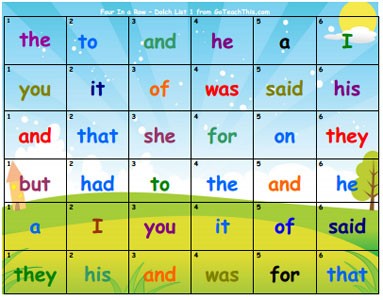 Four In a Row - Dolch List 1 from GoTeachThis.com
1 the 2 to 3 and 4 he 5 a 6 I
1 you 2 it 3 of 4 was 5 said 6 his
1 and 2 that 3 she 4 for 5 on 6 they
1 but 2 had 3 to 4 the 5 and 6 he
1 a 2 I 3 you 4 it 5 of 6 said
1 they 2 his 3 and 4 was 5 for 6 that